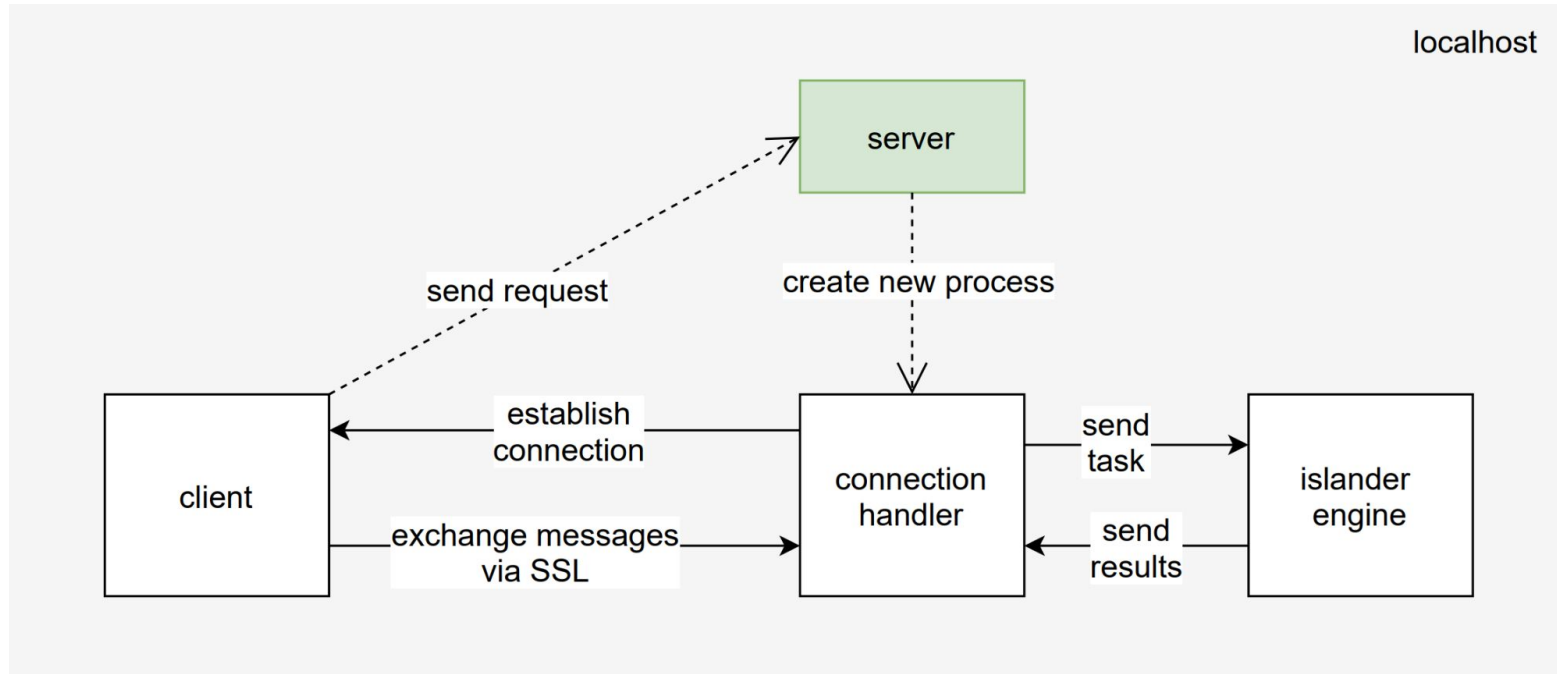 localhost
server
send request
create new process
establish
connection
send
task
client
connection
handler
islander
engine
exchange messages
via SSL
send
results